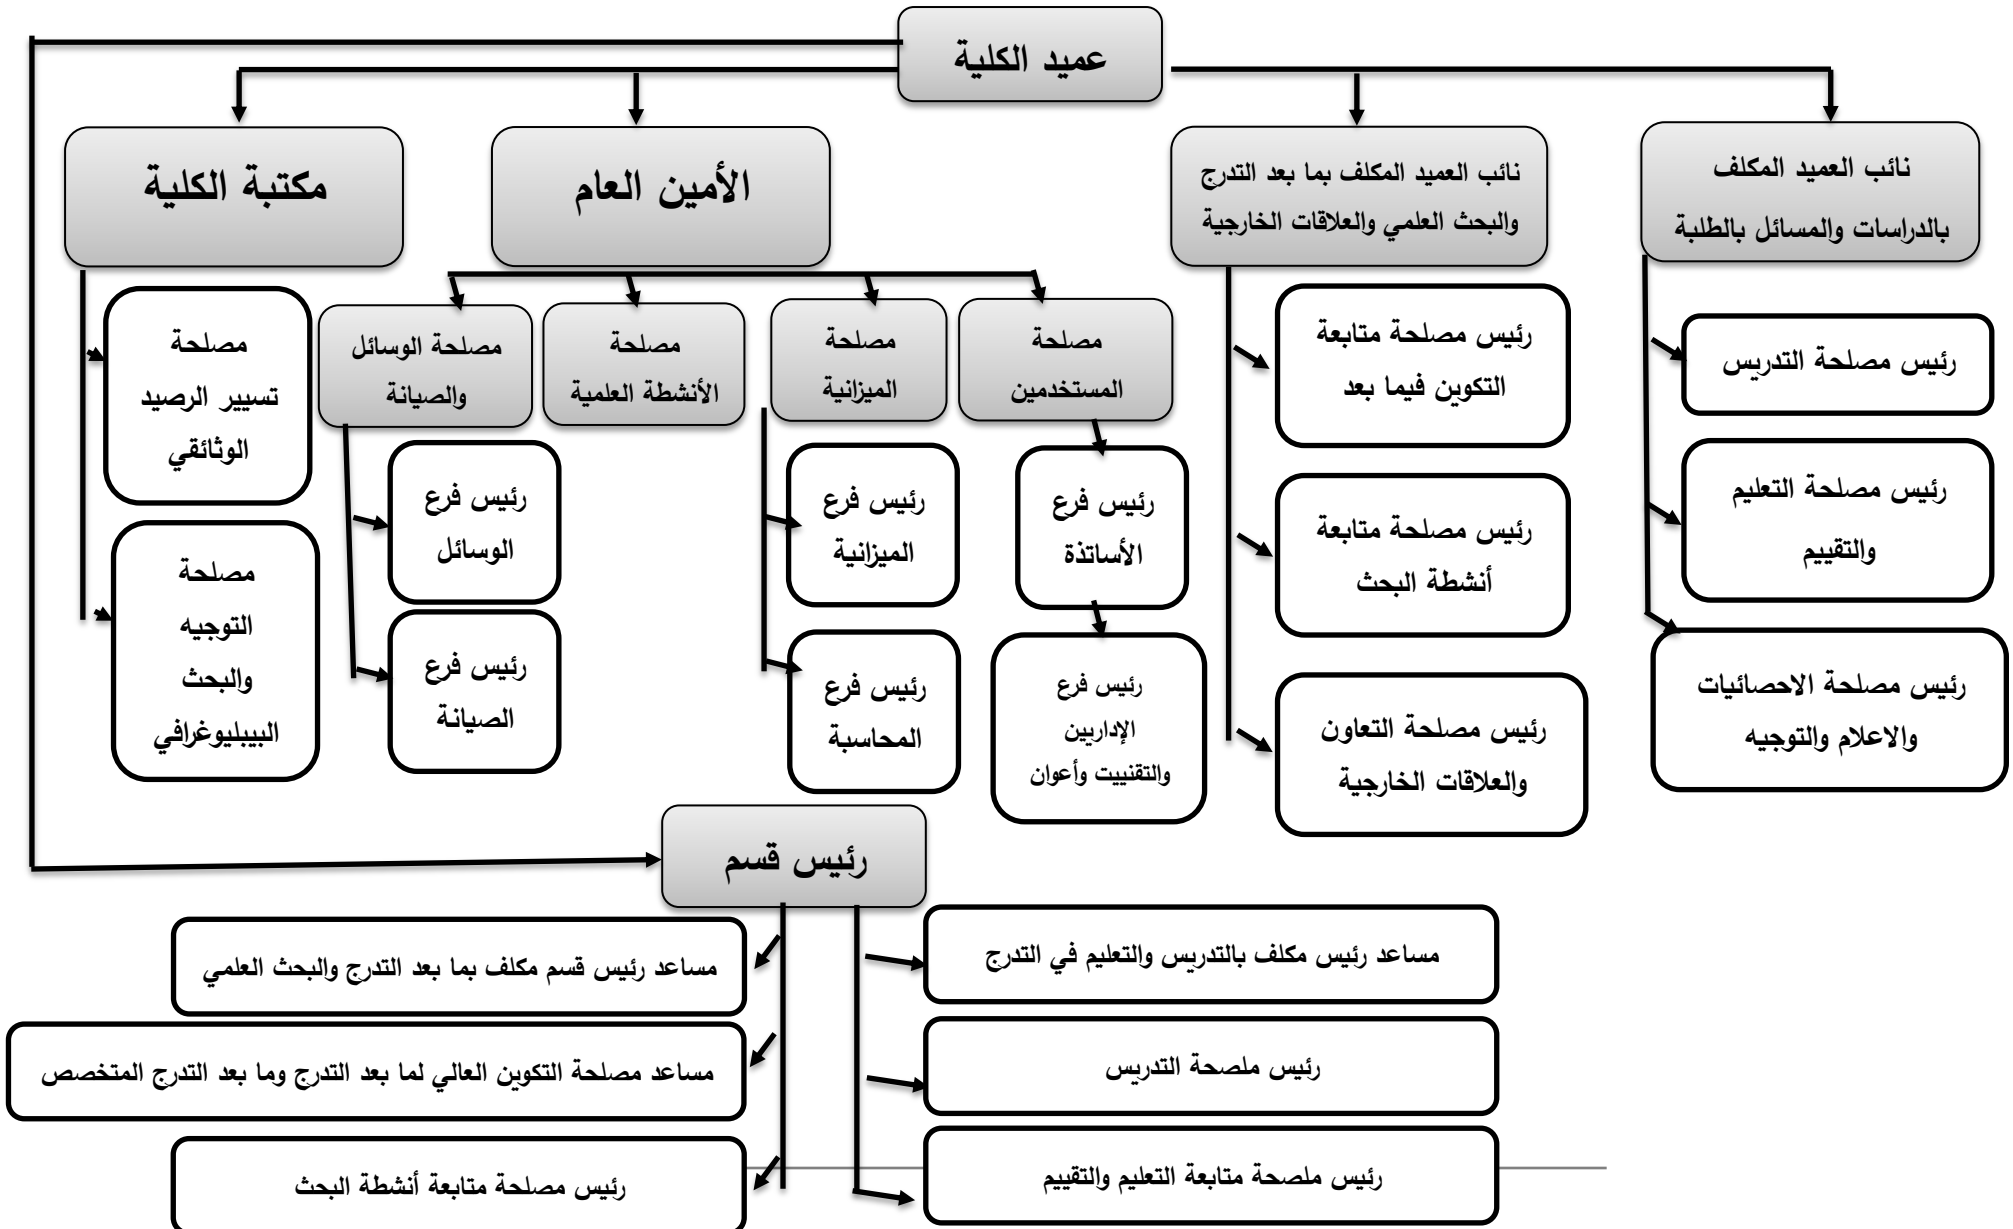 عميد الكلية
نائب العميد المكلف
بالدراسات والمسائل بالطلبة
نائب العميد المكلف بما بعد التدرج
والبحث العلمي والعلاقات الخارجية
الأمين العام
مكتبة الكلية
رئيس مصلحة التدريس
رئيس مصلحة التعليم
والتقييم
رئيس مصلحة الاحصائيات
والاعلام والتوجيه
رئيس مصلحة متابعة
التكوين فيما بعد
رئيس مصلحة متابعة
أنشطة البحث
رئيس مصلحة التعاون
والعلاقات الخارجية
مصلحة
المستخدمين
رئيس فرع
الأساتذة
رئيس فرع
الإداريين
والتقنييت وأعوان
مصلحة
الميزانية
رئيس فرع
الميزانية
رئيس فرع
المحاسبة
مصلحة
الأنشطة العلمية
مصلحة الوسائل
والصيانة
رئيس فرع
الوسائل
رئيس فرع
الصيانة
مصلحة
تسيير الرصيد
الوثائقي
مصلحة
التوجيه
والبحث
البيبليوغرافي
رئيس قسم
مساعد رئيس مكلف بالتدريس والتعليم في التدرج
رئيس ملصحة التدريس
رئيس ملصحة متابعة التعليم والتقييم
مساعد رئيس قسم مكلف بما بعد التدرج والبحث العلمي
مساعد مصلحة التكوين العالي لما بعد التدرج وما بعد التدرج المتخصص
رئيس مصلحة متابعة أنشطة البحث